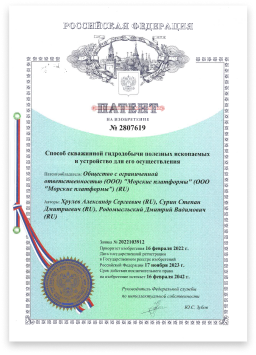 РОССИЙСКАЯ ФЕДЕРАЦИЯ
ПАТЕНТ
НА ИЗОБРЕТЕНИЕ
№ 2807619
Способ скважинной гидродобычи полезных ископаемых
и устройство для его осуществления
Патентообладатель: Общество с ограниченной
ответственностью (ООО) "Морские платформы" (ООО
"Морские платформы") (RU)
Авторы: Хрулев Александр Сергеевич (RU), Сурин Степан
Дмитриевич (RU), Радомысельский Дмитрий Вадимович
(RU)
Заявка № 2022103912
Приоритет изобретения 16 февраля 2022 г.
Дата государственной регистрации
в Государственном реестре изобретений
Российской Федерации 17 ноября 2023 г.
Срок действия исключительного права
на изобретение истекает 16 февраля 2042 г.
Руководитель Федеральной службы
по интеллектуальной собственности
Ю.С. Зубов